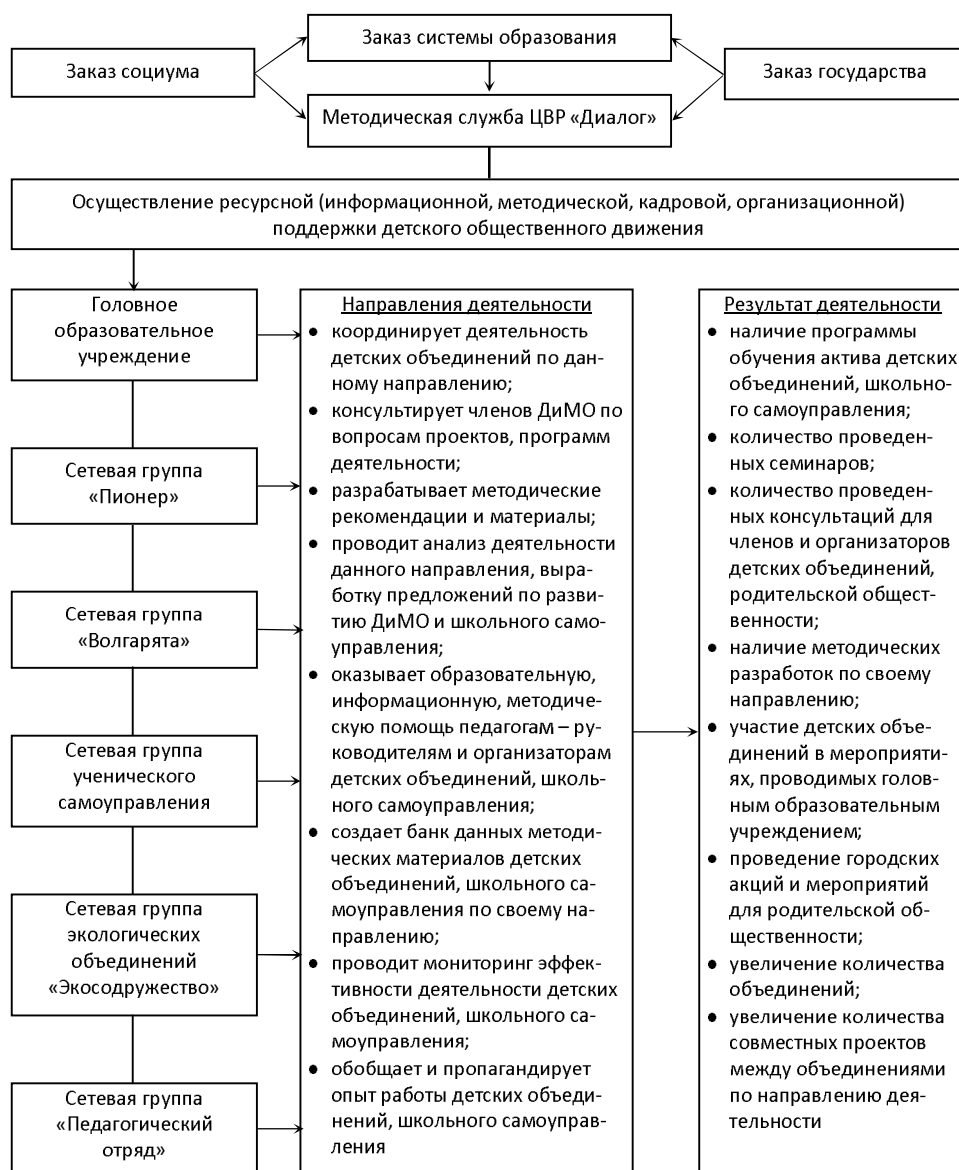 Заказ системы образования
Заказ социума
Заказ государства
Методическая служба ЦВР «Диалог»
Осуществление ресурсной (информационной, методической, кадровой, организационной)
поддержки детского общественного движения
Головное
образовательное
учреждение
Сетевая группа
«Пионер»
Сетевая группа
«Волгарята»
Сетевая группа
ученического
самоуправления
Сетевая группа
экологических
объединений
«Экосодружество»
Сетевая группа
«Педагогический
отряд»
Направления деятельности
● координирует деятельность
детских объединений по дан-
ному направлению;
● консультирует членов ДиМО по
вопросам проектов, программ
деятельности;
● разрабатывает методические
рекомендации и материалы;
● проводит анализ деятельности
данного направления, выра-
ботку предложений по разви-
тию ДиМО и школьного само-
управления;
● оказывает образовательную,
информационную, методиче-
скую помощь педагогам – ру-
ководителям и организаторам
детских объединений, школь-
ного самоуправления;
● создает банк данных методи-
ческих материалов детских
объединений, школьного са-
моуправления по своему на-
правлению;
● проводит мониторинг эффек-
тивности деятельности детских
объединений, школьного са-
моуправления;
● обобщает и пропагандирует
опыт работы детских объеди-
нений, школьного самоуправ-
ления
Результат деятельности
● наличие программы
обучения актива детских
объединений, школьно-
го самоуправления;
● количество проведен-
ных семинаров;
● количество проведен-
ных консультаций для
членов и организаторов
детских объединений,
родительской общест-
венности;
● наличие методических
разработок по своему
направлению;
● участие детских объе-
динений в мероприяти-
ях, проводимых голов-
ным образовательным
учреждением;
● проведение городских
акций и мероприятий
для родительской об-
щественности;
● увеличение количества
объединений;
● увеличение количества
совместных проектов
между объединениями
по направлению дея-
тельности